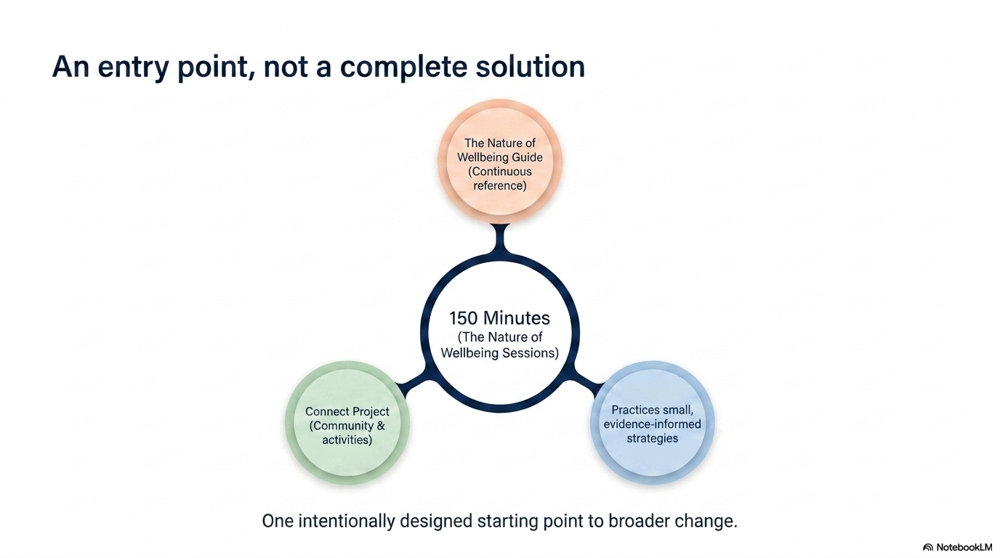 An entry point, not a complete solution
The Nature of
Wellbeing Guide
(Continuous
reference)
150 Minutes
(The Nature of
Wellbeing Sessions)
Connect Project
(Community &
activities)
Practices small,
evidence-informed
strategies
One intentionally designed starting point to broader change.
NotebookLM